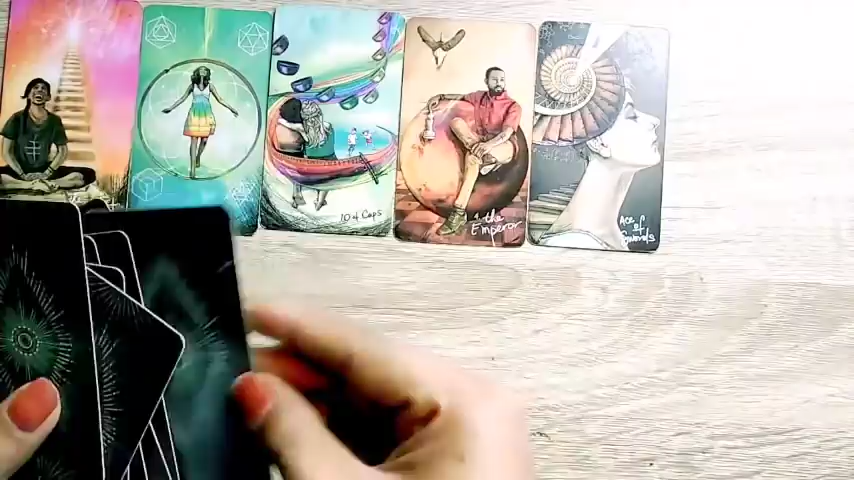 10 of Cups
4. the
Emperor
Ace
of
Swords